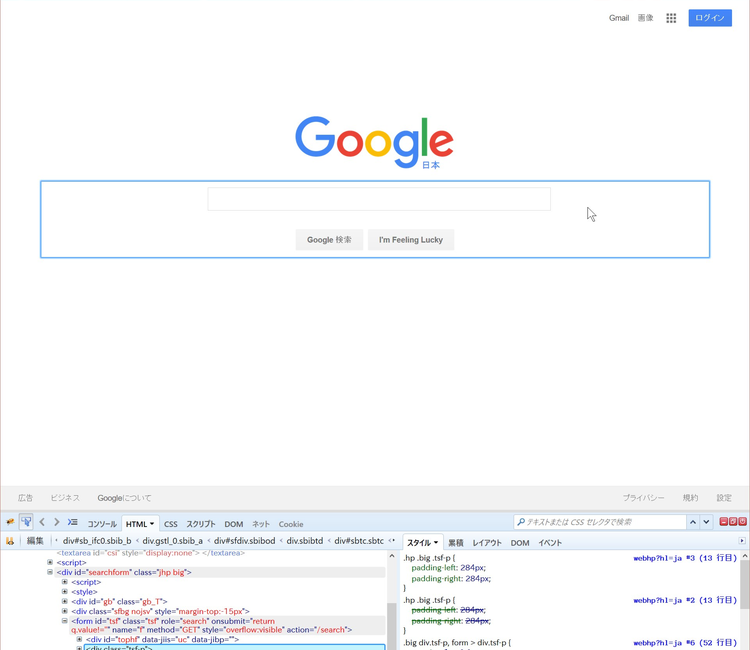 Gmail 画像 ログイン
Google
日本
Google 検索 I'm Feeling Lucky
広告 ビジネス Googleについて プライバシー 規約 設定
コンソール HTML CSS スクリプト DOM ネット Cookie テキストまたは CSS セレクタで検索
編集 div#sb_ifc0.sbib_b < div.gstl_0.sbib_a < div#sfdiv.sbibod < div.sbibtd < div#sbtc.sbtc
スタイル 累積 レイアウト DOM イベント
<textarea id="csi" style="display:none"> </textarea>
<script>
<div id="searchform" class="jhp big">
<script>
<style>
<div id="gb" class="gb_T">
<div class="sfbg nojsv" style="margin-top:-15px">
<form id="tsf" class="tsf" role="search" onsubmit="return
q.value!=''" name="f" method="GET" style="overflow:visible" action="/search">
<div id="tophf" data-jiis="uc" data-jibp="">
<div class="tsf-p">
.hp .big .tsf-p { webhp?hl=ja #3 (13 行目)
padding-left: 284px;
padding-right: 284px;
}
.hp .big .tsf-p { webhp?hl=ja #2 (13 行目)
padding-left: 284px;
padding-right: 284px;
}
.big div.tsf-p, form > div.tsf-p { webhp?hl=ja #6 (52 行目)